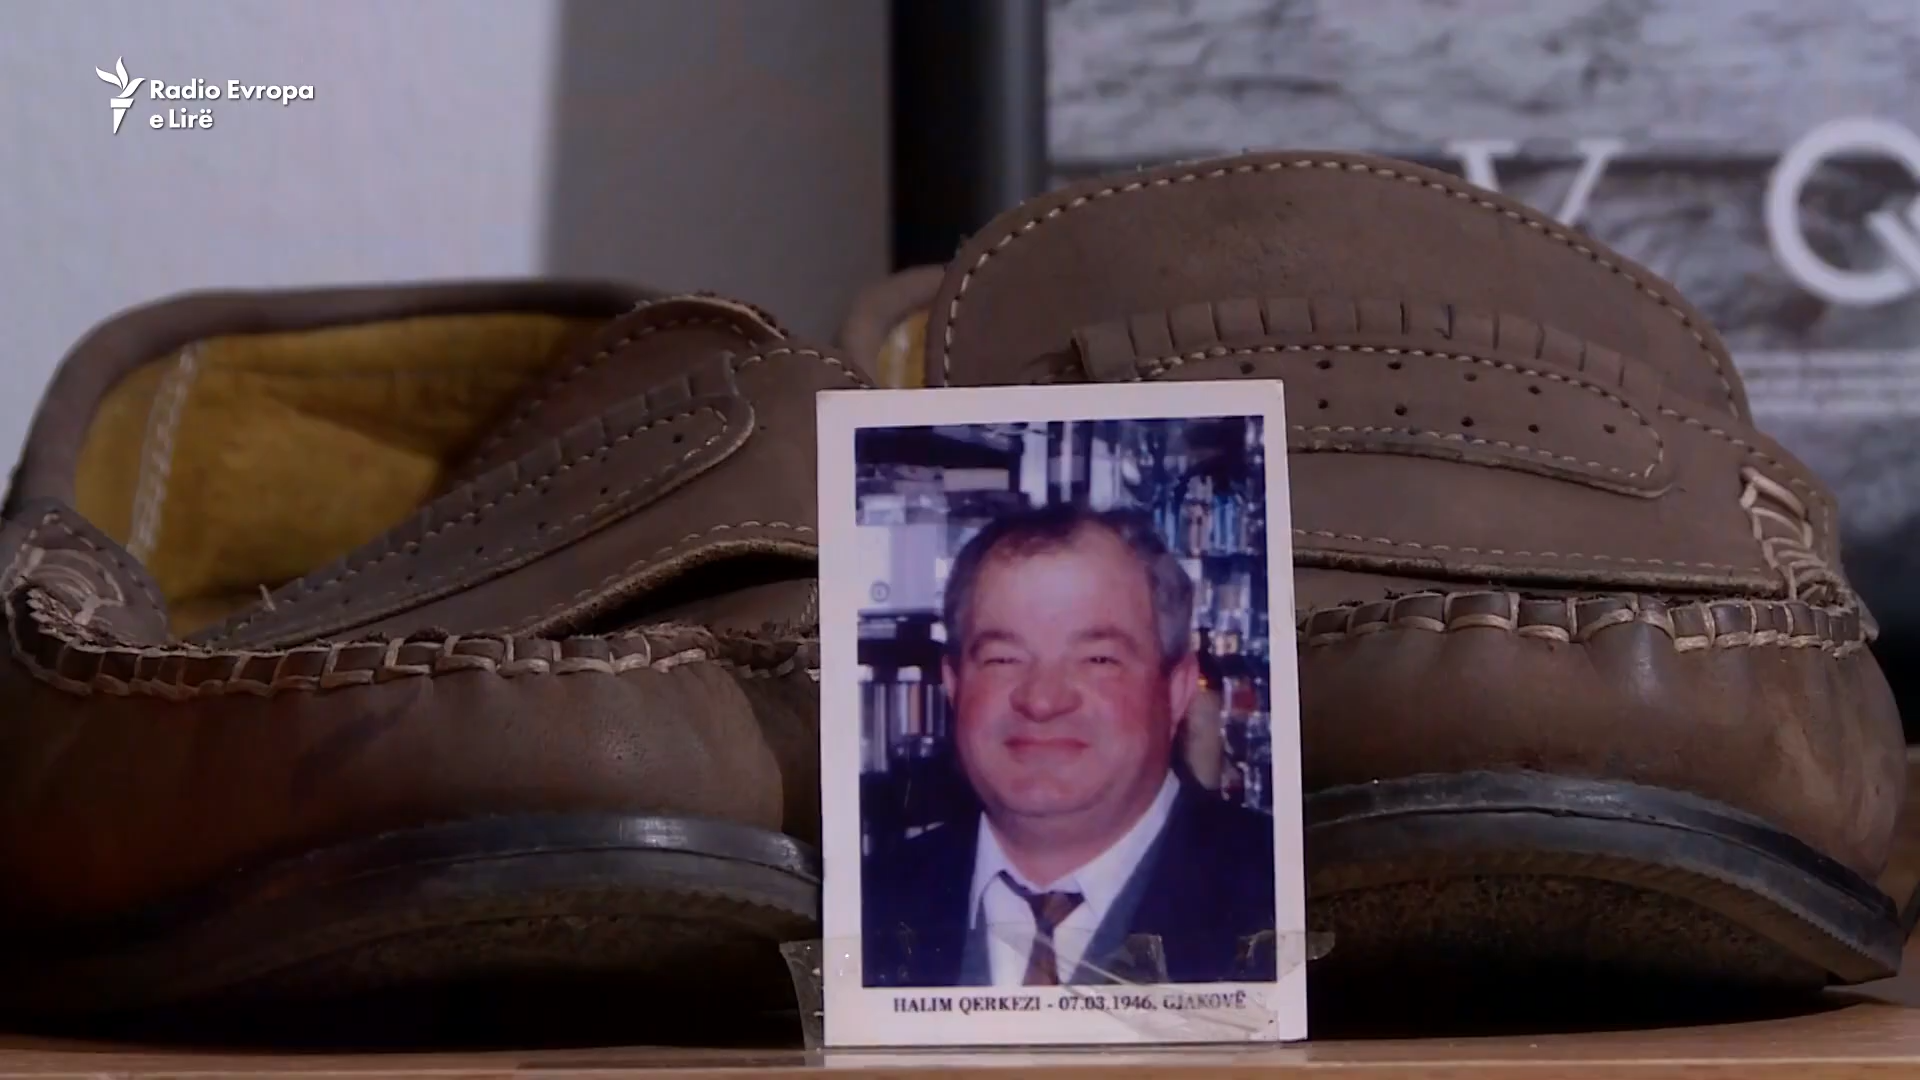 Radio Evropa
e Lirë
V Q
HALIM QERKEZI - 07.03.1946. GJAKOVË